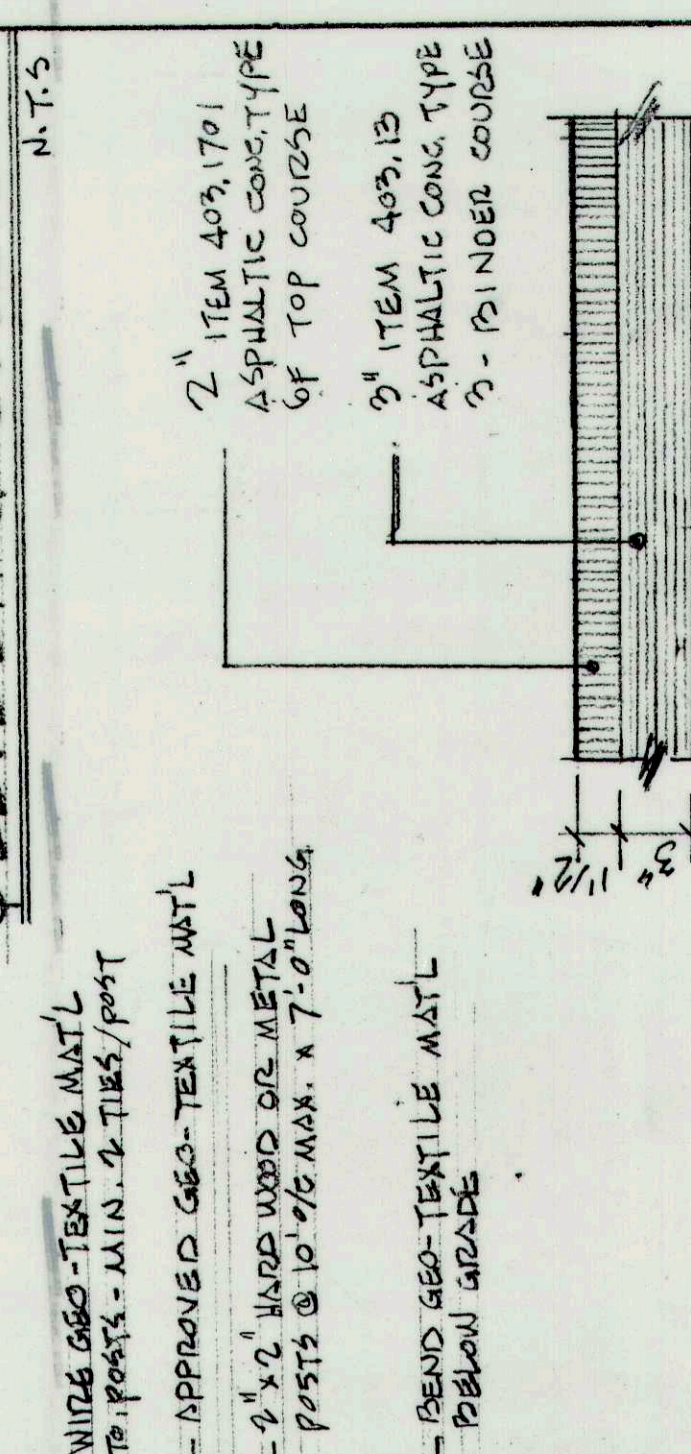 N.T.S
WIRE GEO-TEXTILE MAT'L
TO POSTS - MIN. 2 TIES/POST
- APPROVED GEO-TEXTILE MAT'L
- 2" x 2" HARD WOOD OR METAL
POSTS @ 10' O/C MAX. x 7'-0" LONG.
- BEND GEO-TEXTILE MAT'L
BELOW GRADE
2" ITEM 403.1701
ASPHALTIC CONC. TYPE
6F TOP COURSE
3" ITEM 403.13
ASPHALTIC CONC. TYPE
3 - BINDER COURSE
1 1/2"
3"